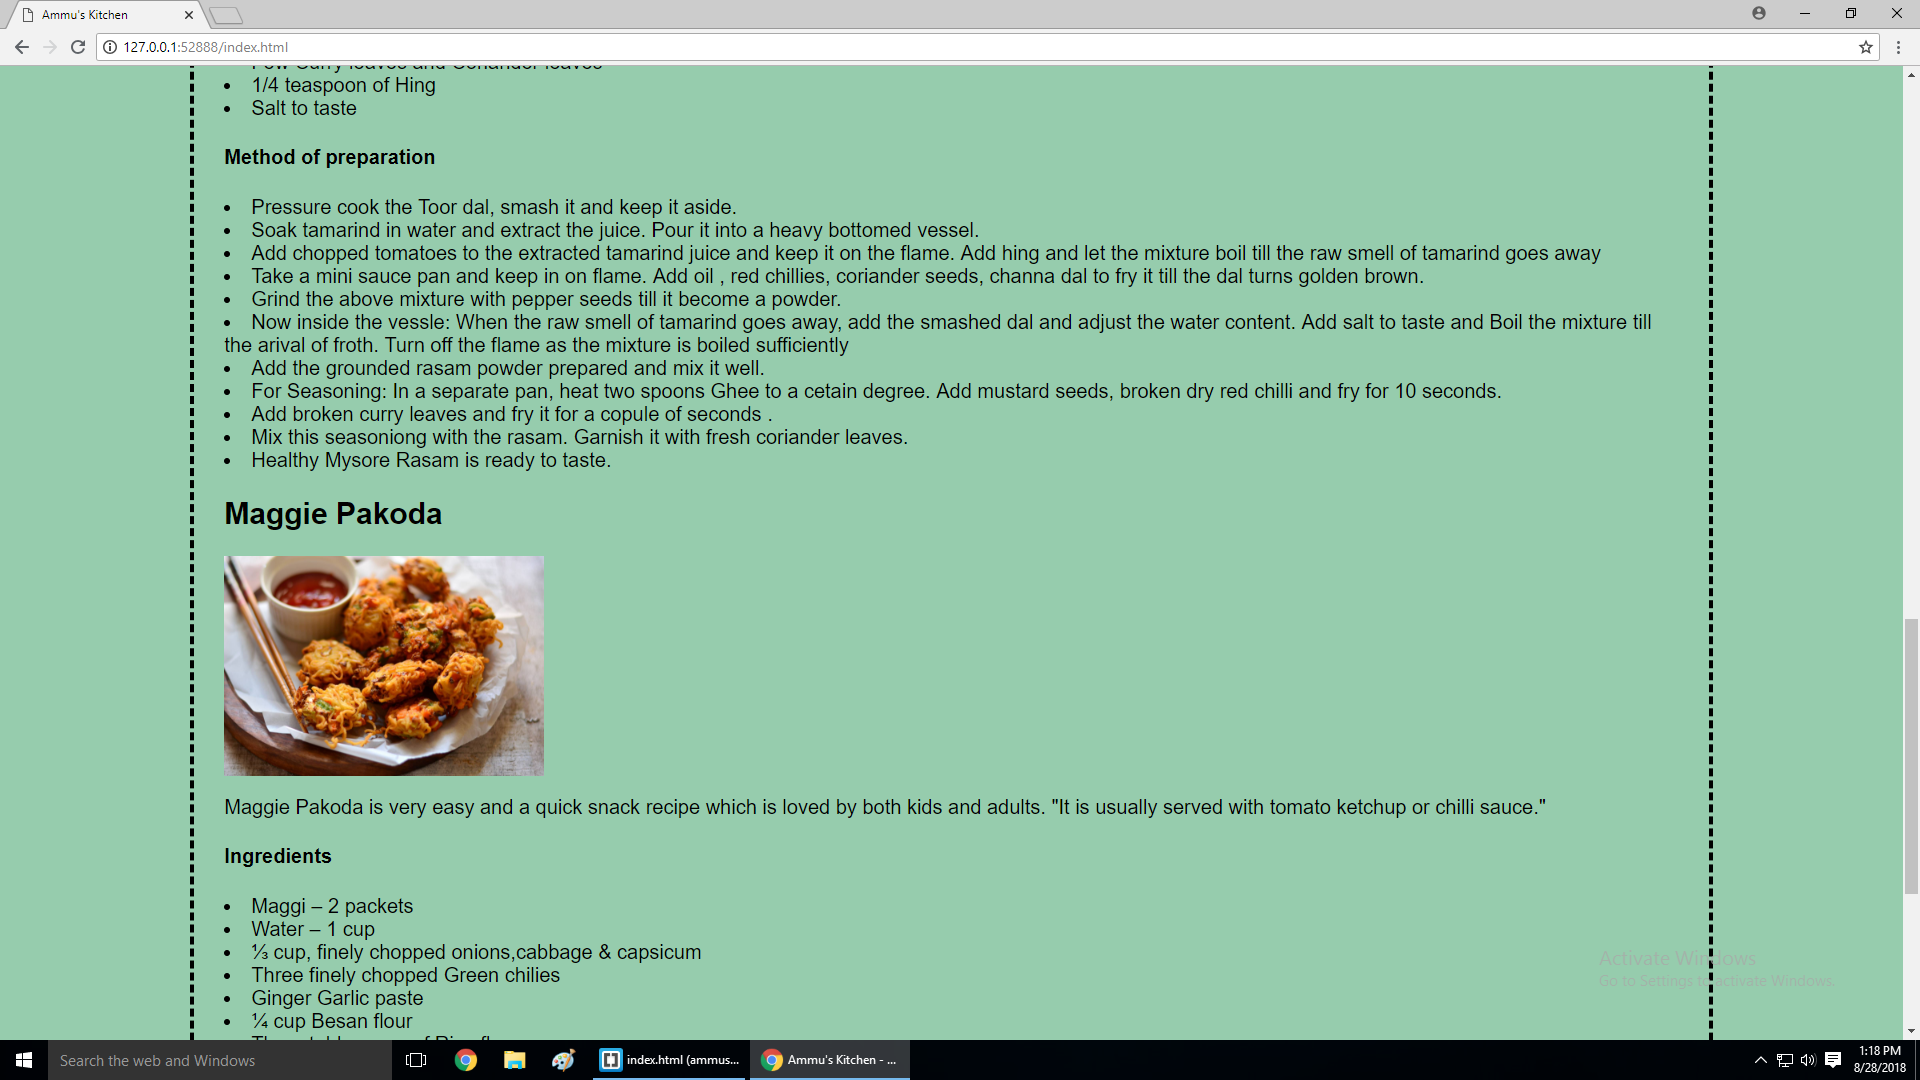 Ammu's Kitchen
127.0.0.1:52888/index.html
Few Curry leaves and Coriander leaves
• 1/4 teaspoon of Hing
• Salt to taste
Method of preparation
• Pressure cook the Toor dal, smash it and keep it aside.
• Soak tamarind in water and extract the juice. Pour it into a heavy bottomed vessel.
• Add chopped tomatoes to the extracted tamarind juice and keep it on the flame. Add hing and let the mixture boil till the raw smell of tamarind goes away
• Take a mini sauce pan and keep in on flame. Add oil , red chillies, coriander seeds, channa dal to fry it till the dal turns golden brown.
• Grind the above mixture with pepper seeds till it become a powder.
• Now inside the vessle: When the raw smell of tamarind goes away, add the smashed dal and adjust the water content. Add salt to taste and Boil the mixture till
the arival of froth. Turn off the flame as the mixture is boiled sufficiently
• Add the grounded rasam powder prepared and mix it well.
• For Seasoning: In a separate pan, heat two spoons Ghee to a cetain degree. Add mustard seeds, broken dry red chilli and fry for 10 seconds.
• Add broken curry leaves and fry it for a copule of seconds .
• Mix this seasoniong with the rasam. Garnish it with fresh coriander leaves.
• Healthy Mysore Rasam is ready to taste.
Maggie Pakoda
Maggie Pakoda is very easy and a quick snack recipe which is loved by both kids and adults. "It is usually served with tomato ketchup or chilli sauce."
Ingredients
• Maggi – 2 packets
• Water – 1 cup
• ⅓ cup, finely chopped onions,cabbage & capsicum
• Three finely chopped Green chilies
• Ginger Garlic paste
• ¼ cup Besan flour
Activate Windows
Go to Settings to activate Windows.
Search the web and Windows
index.html (ammus...
Ammu's Kitchen - ...
1:18 PM
8/28/2018